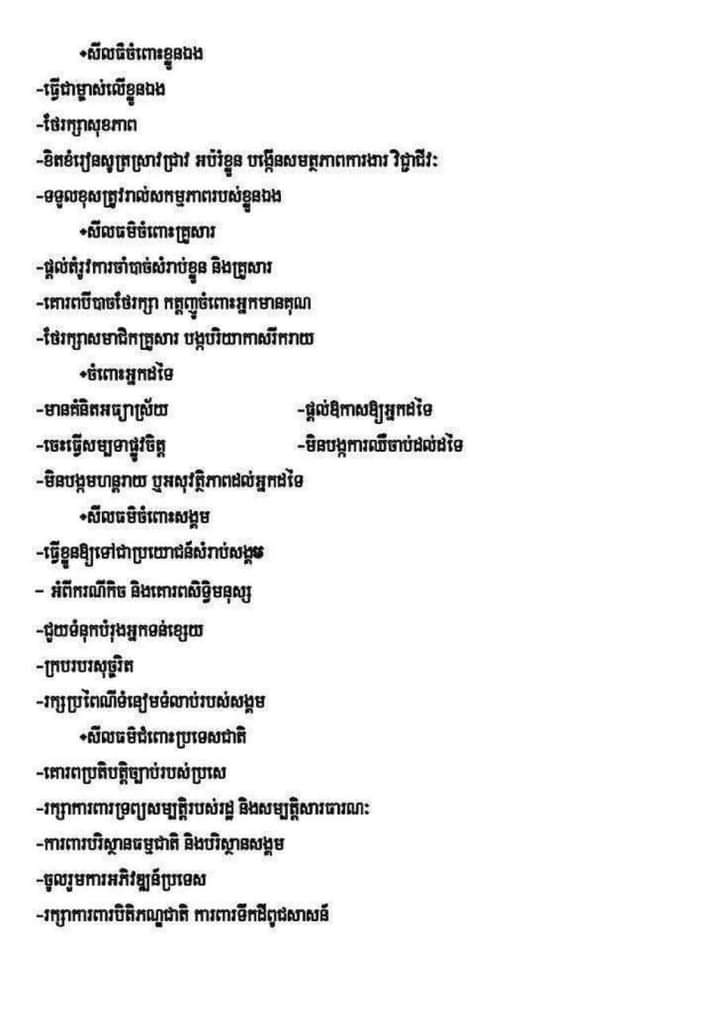 •សីលធិចំពោះខ្លួនឯង
-ធ្វើជាម្ចាស់លើខ្លួនឯង
-ថែរក្សាសុខភាព
-ខិតខំរៀនសូត្រស្រាវជ្រាវ អប់រំខ្លួន បង្កើនសមត្ថភាពការងារ វិជ្ជាជីវៈ
-ទទួលខុសត្រូវរាល់សកម្មភាពរបស់ខ្លួនឯង
•សីលធម៌ចំពោះគ្រួសារ
-ផ្តល់តំរូវការចាំបាច់សំរាប់ខ្លួន និងគ្រួសារ
-គោរពបីបាច់ថែរក្សា កត្តញ្ញូចំពោះអ្នកមានគុណ
-ថែរក្សាសមាជិកគ្រួសារ បង្កបរិយាកាសរីករាយ
•ចំពោះអ្នកដទៃ
-មានគំនិតអធ្យាស្រ័យ -ផ្តល់ឱកាសឱ្យអ្នកដទៃ
-ចេះធ្វើសម្បទាផ្លូវចិត្ត -មិនបង្កការឈឺចាប់ដល់ដទៃ
-មិនបង្កមហន្តរាយ ឬអសុវត្ថិភាពដល់អ្នកដទៃ
•សីលធម៌ចំពោះសង្គម
-ធ្វើខ្លួនឱ្យទៅជាប្រយោជន៍សំរាប់សង្គម
- អំពីករណីកិច និងគោរពសិទ្ធិមនុស្ស
-ជួយទំនុកបំរុងអ្នកទន់ខ្សោយ
-ក្របរបរសុច្ចរិត
-រក្សប្រពៃណីទំនៀមទំលាប់របស់សង្គម
•សីលធម៌ជំពោះប្រទេសជាតិ
-គោរពប្រតិបត្តិច្បាប់របស់ប្រសេ
-រក្សាការពារទ្រព្យសម្បត្តិរបស់រដ្ឋ និងសម្បត្តិសារធារណៈ
-ការពារបរិស្ថានធម្មជាតិ និងបរិស្ថានសង្គម
-ចូលរួមការអភិវឌ្ឍន៍ប្រទេស
-រក្សាការពារបិតិភណ្ឌជាតិ ការពារទឹកដីពូជសាសន៍